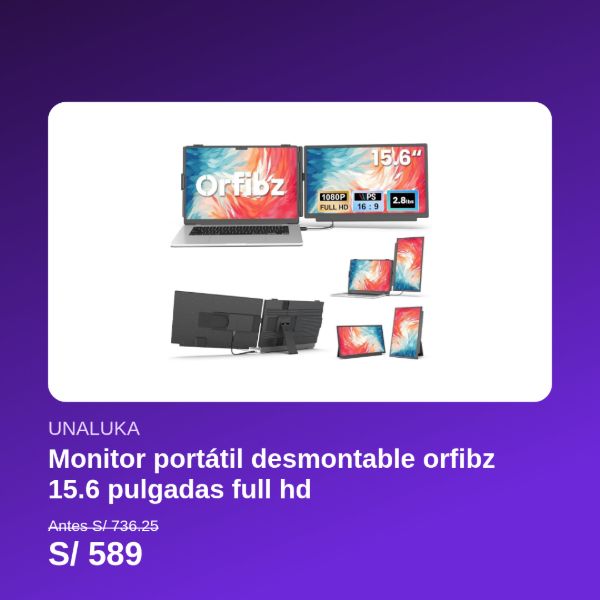 Orfibz
15.6“
1080P
FULL HD
IPS
16 : 9
2.8lbs
UNALUKA
Monitor portátil desmontable orfibz
15.6 pulgadas full hd
Antes S/ 736.25
S/ 589